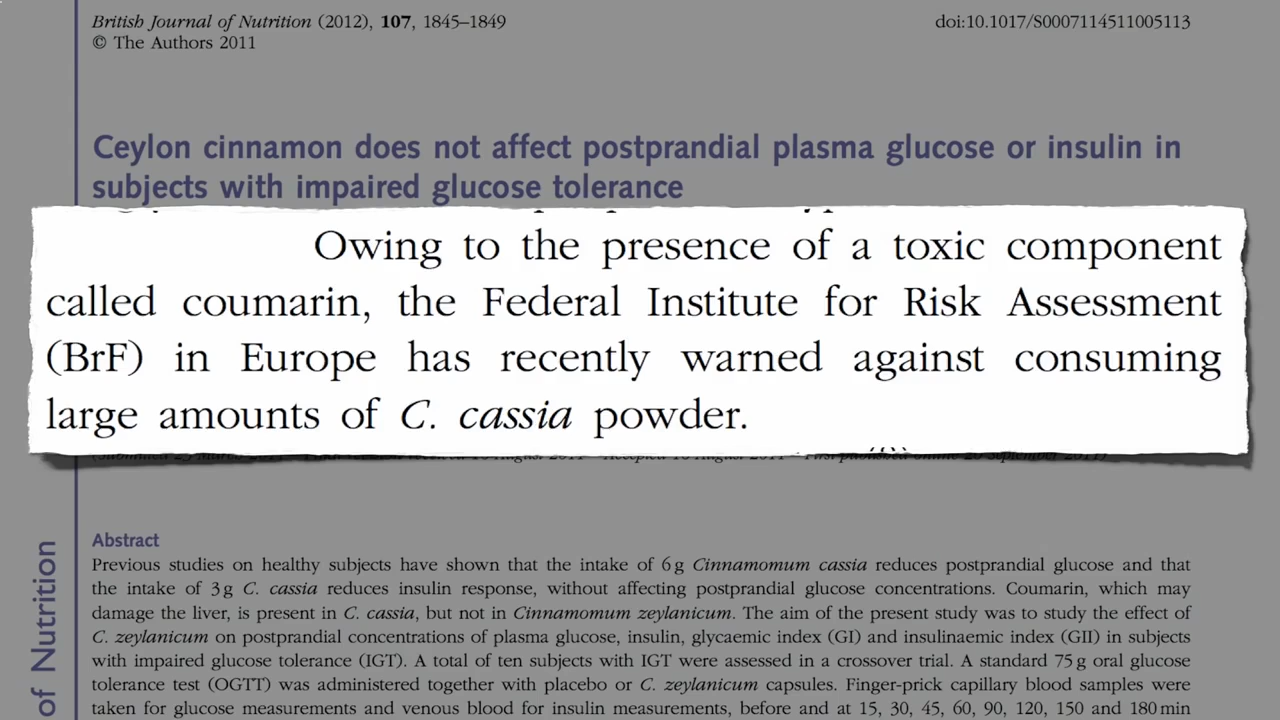 British Journal of Nutrition (2012), 107, 1845–1849
doi:10.1017/S0007114511005113
© The Authors 2011
Ceylon cinnamon does not affect postprandial plasma glucose or insulin in
subjects with impaired glucose tolerance
Owing to the presence of a toxic component
called coumarin, the Federal Institute for Risk Assessment
(BrF) in Europe has recently warned against consuming
large amounts of C. cassia powder.
Abstract
Previous studies on healthy subjects have shown that the intake of 6 g Cinnamomum cassia reduces postprandial glucose and that
the intake of 3 g C. cassia reduces insulin response, without affecting postprandial glucose concentrations. Coumarin, which may
damage the liver, is present in C. cassia, but not in Cinnamomum zeylanicum. The aim of the present study was to study the effect of
C. zeylanicum on postprandial concentrations of plasma glucose, insulin, glycaemic index (GI) and insulinaemic index (GII) in subjects
with impaired glucose tolerance (IGT). A total of ten subjects with IGT were assessed in a crossover trial. A standard 75 g oral glucose
tolerance test (OGTT) was administered together with placebo or C. zeylanicum capsules. Finger-prick capillary blood samples were
taken for glucose measurements and venous blood for insulin measurements, before and at 15, 30, 45, 60, 90, 120, 150 and 180 min
of Nutrition